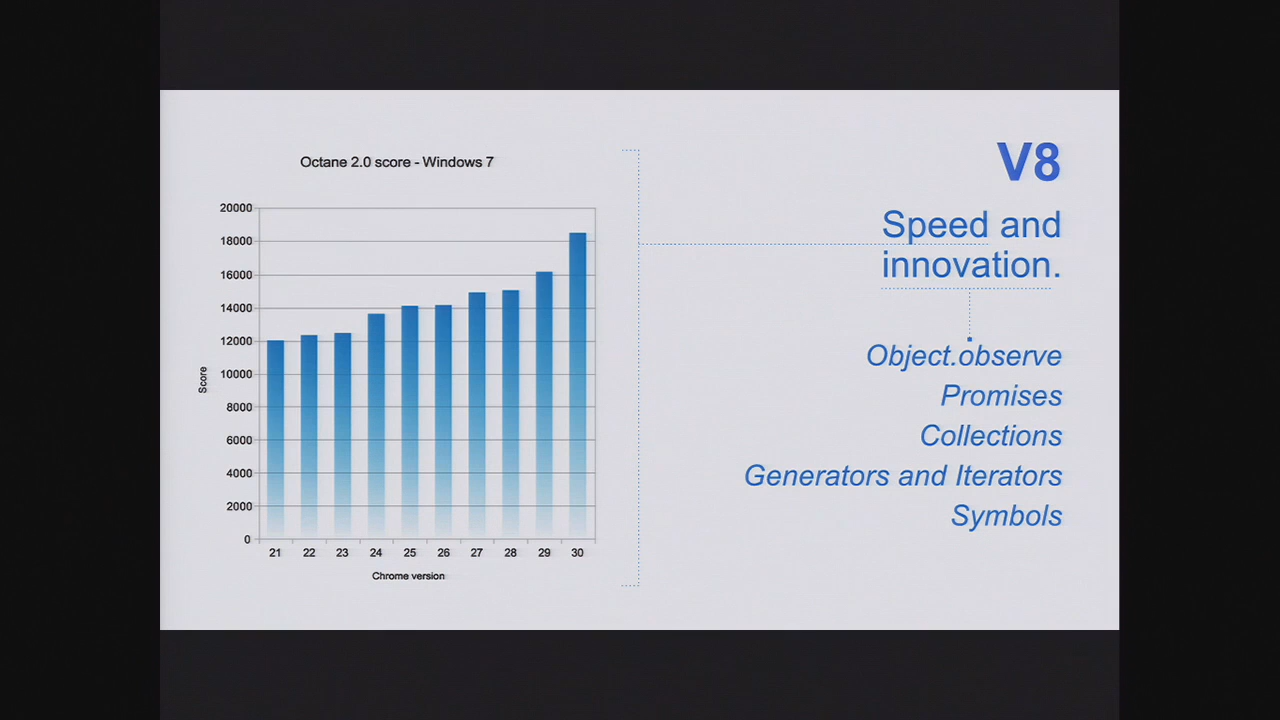 Octane 2.0 score - Windows 7
20000
18000
16000
14000
12000
10000
8000
6000
4000
2000
0
Score
21 22 23 24 25 26 27 28 29 30
Chrome version
V8
Speed and
innovation.
Object.observe
Promises
Collections
Generators and Iterators
Symbols